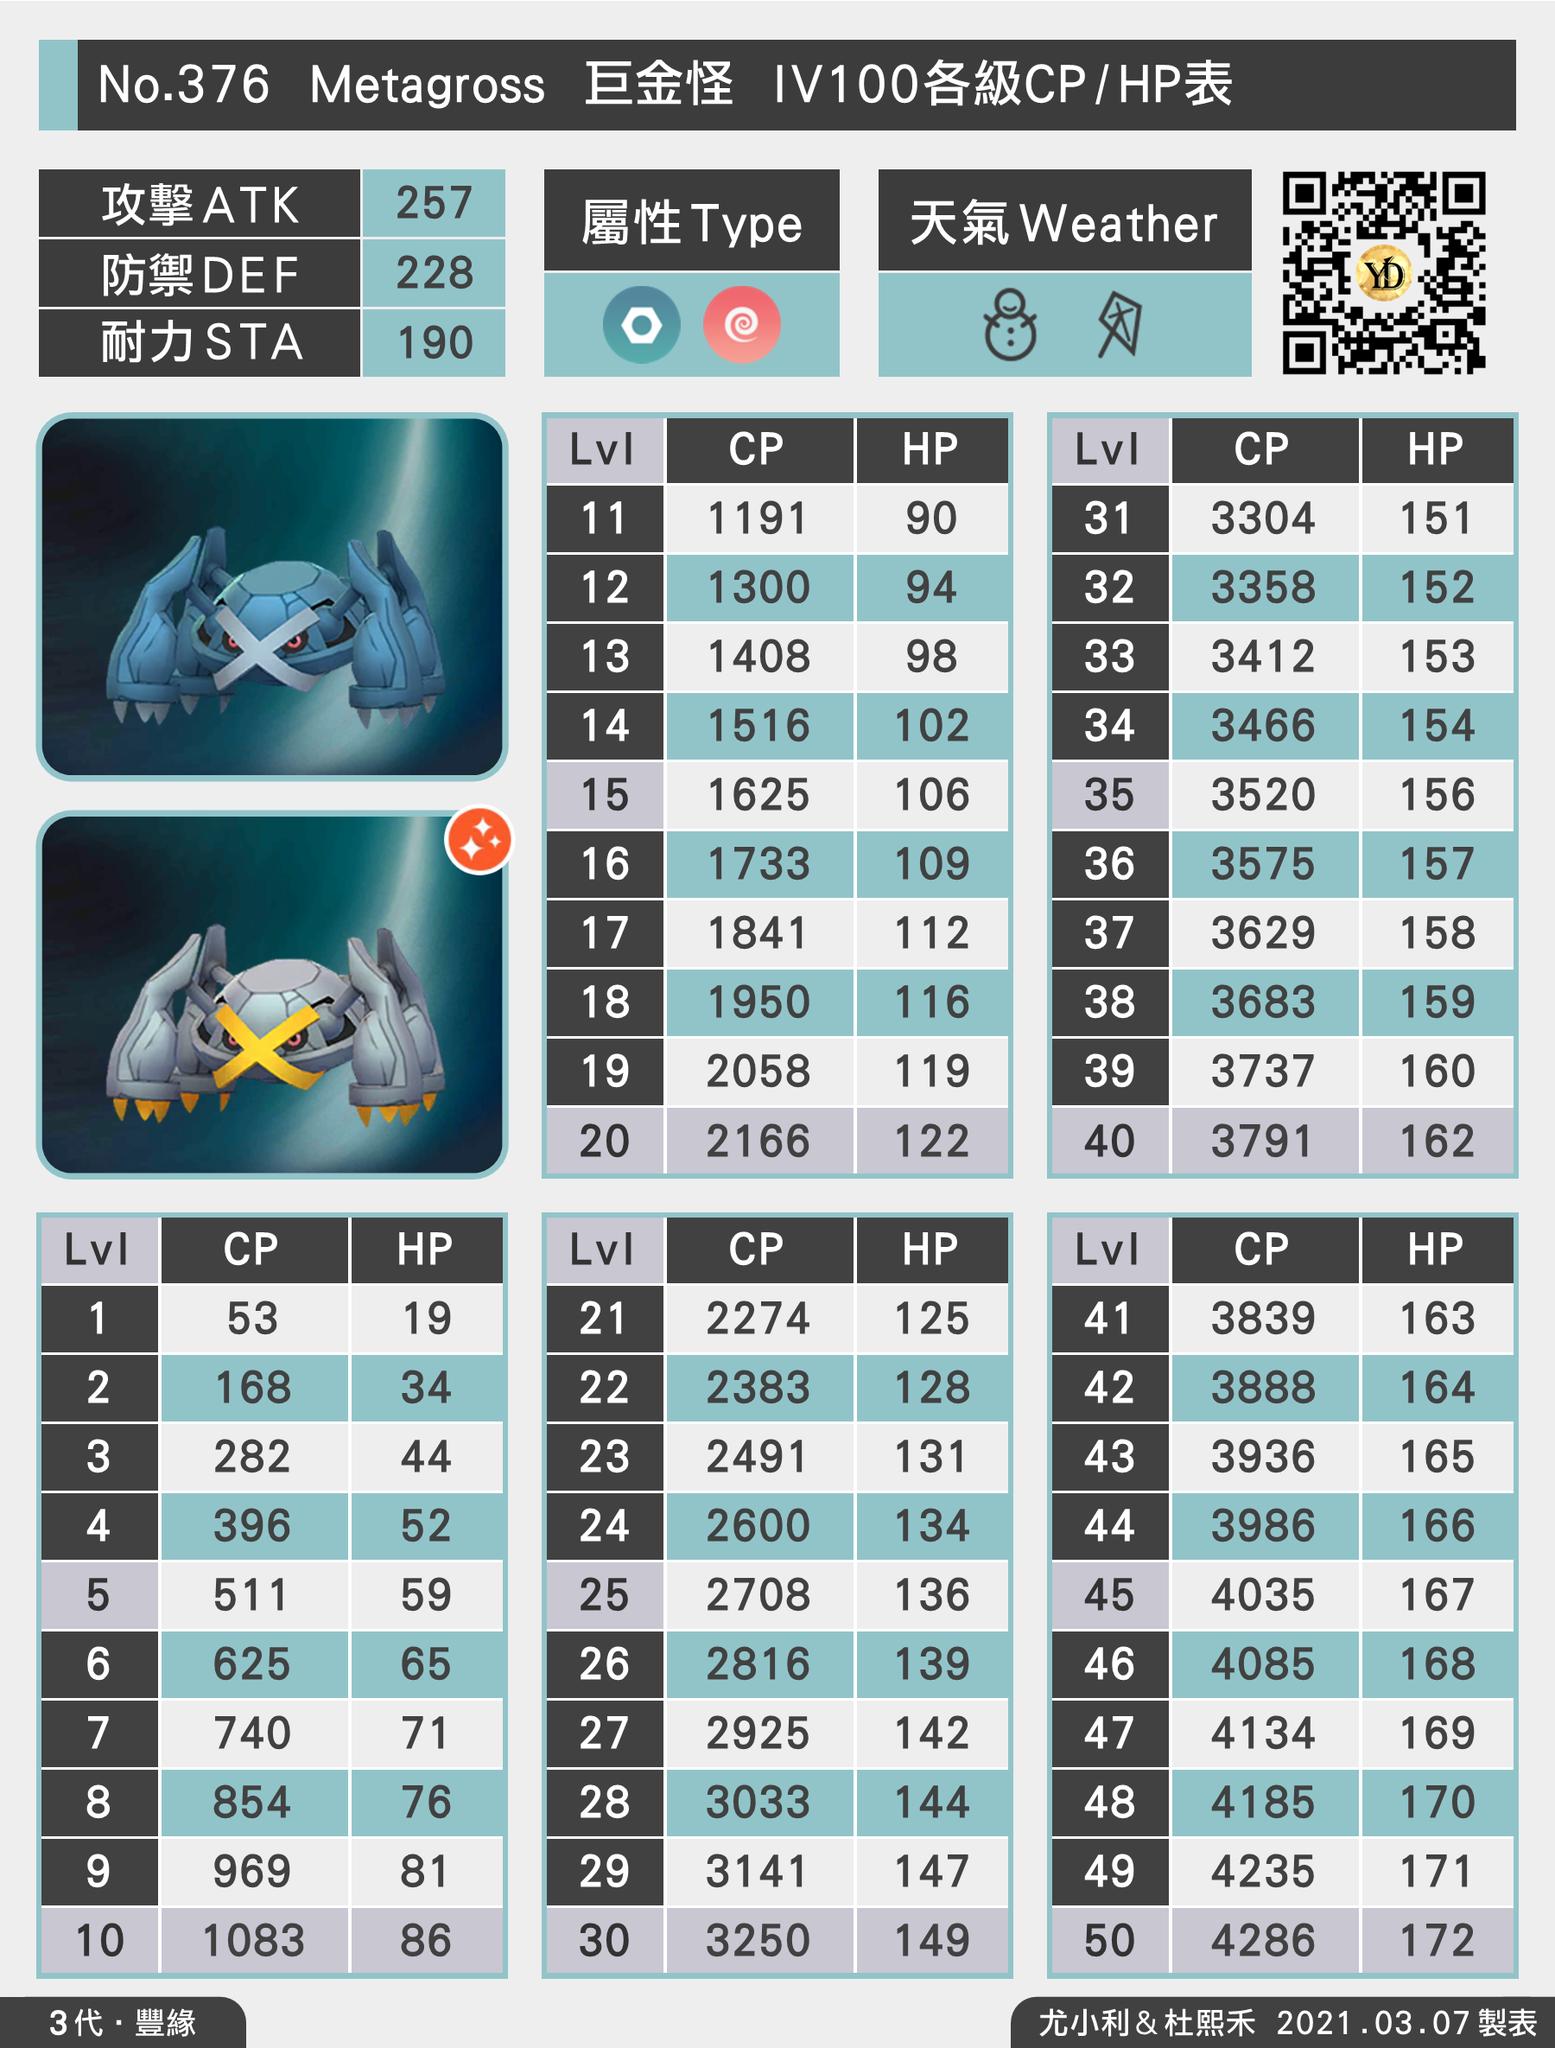 No.376 Metagross 巨金怪 IV100各級CP/HP表
攻擊ATK 257
防禦DEF 228
耐力STA 190
屬性Type
天氣Weather
YD
Lvl CP HP
11 1191 90
12 1300 94
13 1408 98
14 1516 102
15 1625 106
16 1733 109
17 1841 112
18 1950 116
19 2058 119
20 2166 122
Lvl CP HP
31 3304 151
32 3358 152
33 3412 153
34 3466 154
35 3520 156
36 3575 157
37 3629 158
38 3683 159
39 3737 160
40 3791 162
Lvl CP HP
1 53 19
2 168 34
3 282 44
4 396 52
5 511 59
6 625 65
7 740 71
8 854 76
9 969 81
10 1083 86
Lvl CP HP
21 2274 125
22 2383 128
23 2491 131
24 2600 134
25 2708 136
26 2816 139
27 2925 142
28 3033 144
29 3141 147
30 3250 149
Lvl CP HP
41 3839 163
42 3888 164
43 3936 165
44 3986 166
45 4035 167
46 4085 168
47 4134 169
48 4185 170
49 4235 171
50 4286 172
3代·豐緣
尤小利&杜熙禾 2021.03.07製表